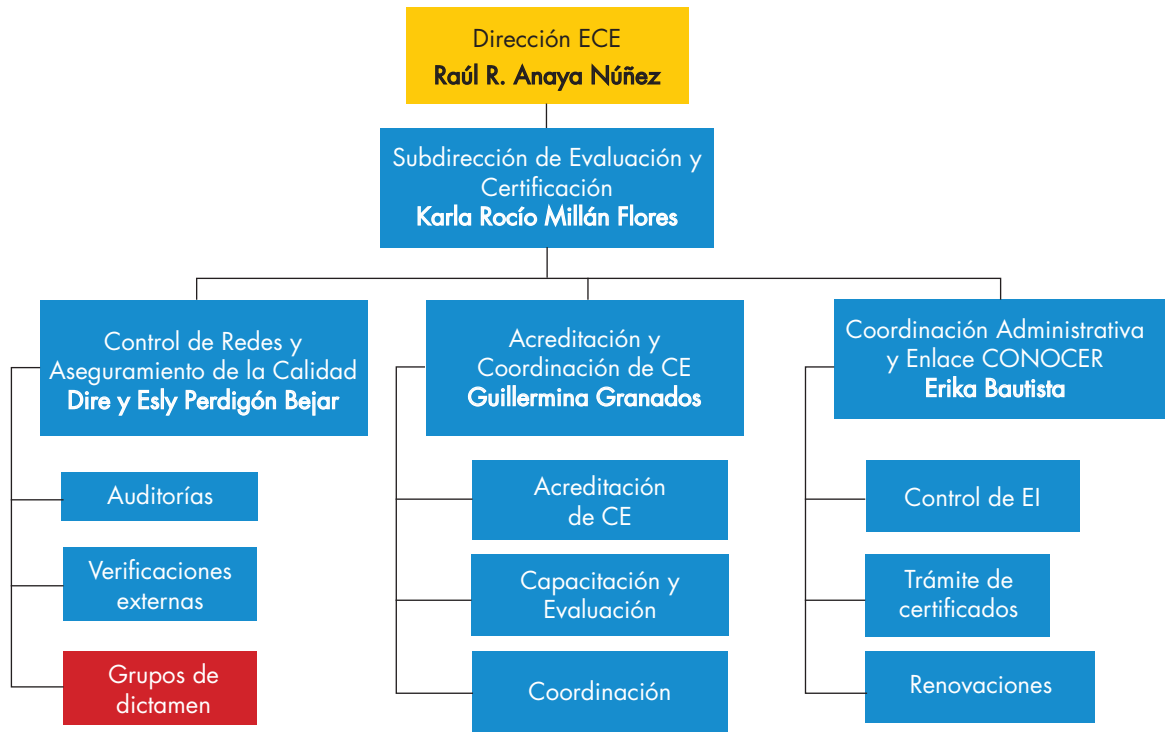 Dirección ECE
Raúl R. Anaya Núñez
Subdirección de Evaluación y
Certificación
Karla Rocío Millán Flores
Control de Redes y
Aseguramiento de la Calidad
Dire y Esly Perdigón Bejar
Auditorías
Verificaciones
externas
Grupos de
dictamen
Acreditación y
Coordinación de CE
Guillermina Granados
Acreditación
de CE
Capacitación y
Evaluación
Coordinación
Coordinación Administrativa
y Enlace CONOCER
Erika Bautista
Control de EI
Trámite de
certificados
Renovaciones